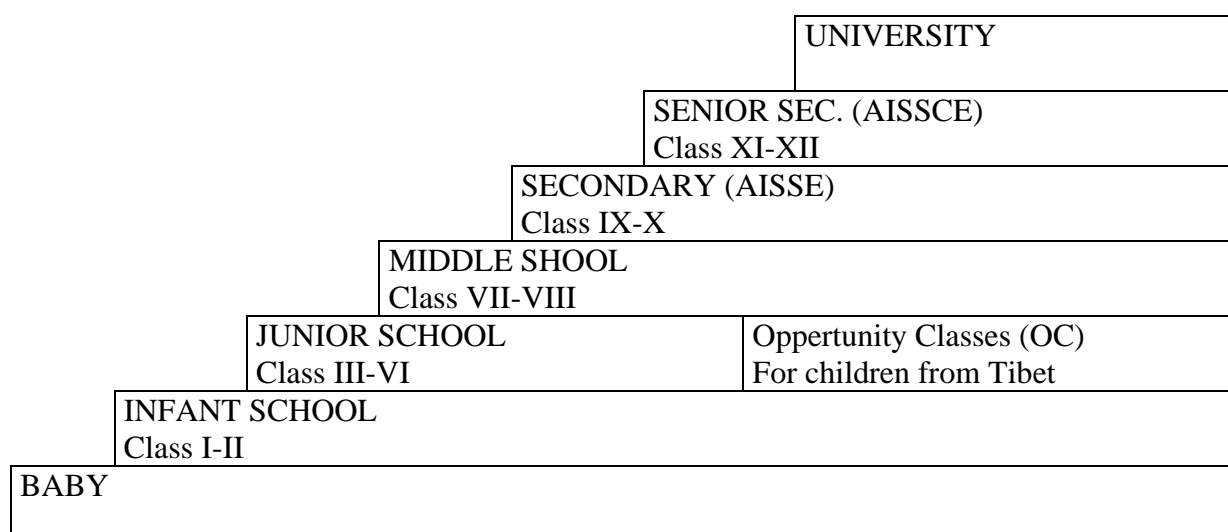 UNIVERSITY
SENIOR SEC. (AISSCE)
Class XI-XII
SECONDARY (AISSE)
Class IX-X
MIDDLE SHOOL
Class VII-VIII
JUNIOR SCHOOL
Class III-VI
Oppertunity Classes (OC)
For children from Tibet
INFANT SCHOOL
Class I-II
BABY